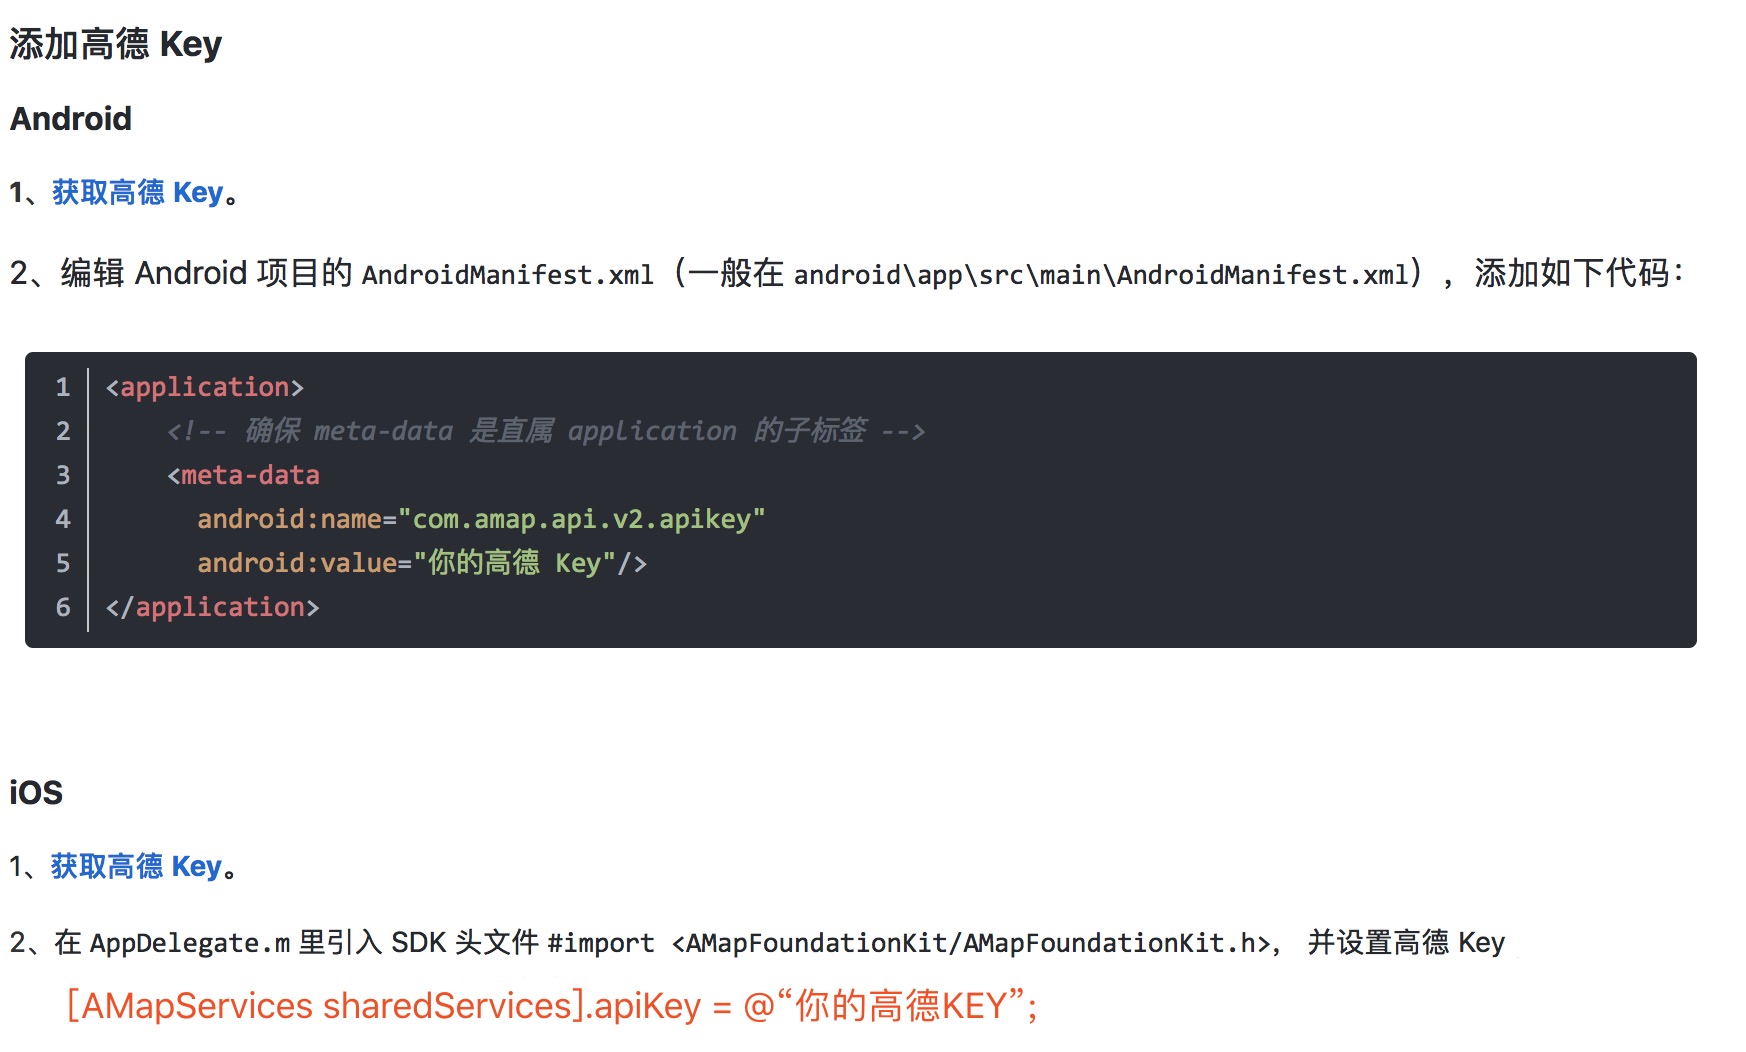 添加高德 Key
Android
1、获取高德 Key。
2、编辑 Android 项目的 AndroidManifest.xml（一般在 android\app\src\main\AndroidManifest.xml），添加如下代码：
1 <application>
2     <!-- 确保 meta-data 是直属 application 的子标签 -->
3     <meta-data
4       android:name="com.amap.api.v2.apikey"
5       android:value="你的高德 Key"/>
6 </application>
iOS
1、获取高德 Key。
2、在 AppDelegate.m 里引入 SDK 头文件 #import <AMapFoundationKit/AMapFoundationKit.h>， 并设置高德 Key
[AMapServices sharedServices].apiKey = @“你的高德KEY”;